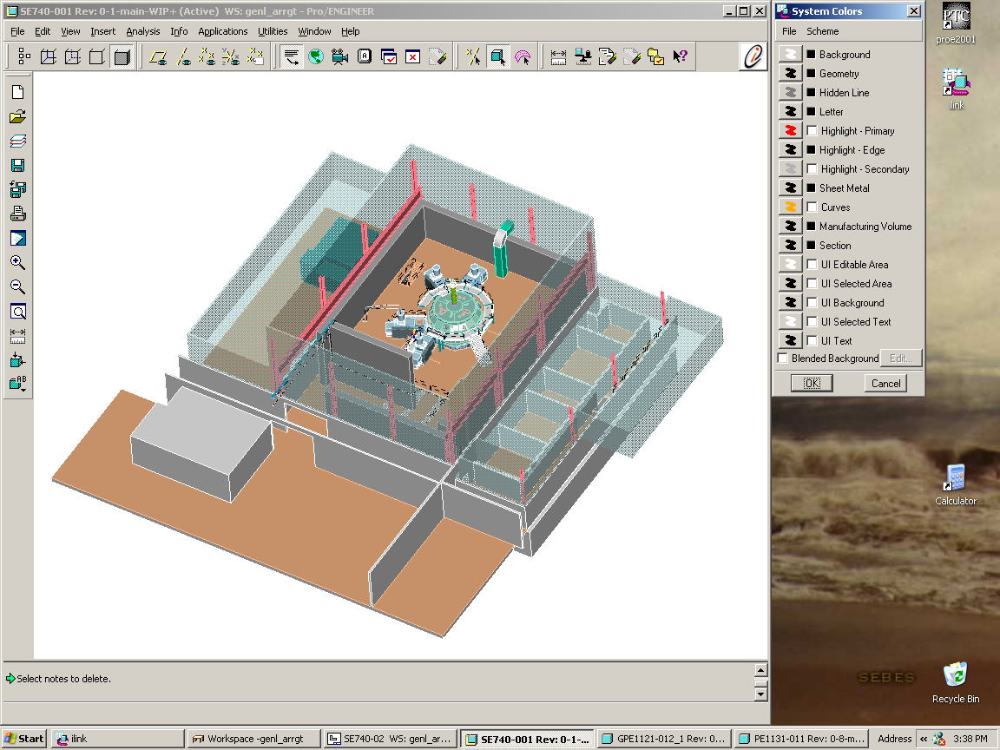 SE740-001 Rev: 0-1-main-WIP+ (Active) WS: genl_arrgt - Pro/ENGINEER
File Edit View Insert Analysis Info Applications Utilities Window Help
Select notes to delete.
System Colors
File Scheme
Background
Geometry
Hidden Line
Letter
Highlight - Primary
Highlight - Edge
Highlight - Secondary
Sheet Metal
Curves
Manufacturing Volume
Section
UI Editable Area
UI Selected Area
UI Background
UI Selected Text
UI Text
Blended Background Edit...
OK Cancel
PTC
proe2001
ilink
Calculator
SEBES
Recycle Bin
Start ilink Workspace -genl_arrgt SE740-02 WS: genl_ar... SE740-001 Rev: 0-1-... GPE1121-012_1 Rev: 0... PE1131-011 Rev: 0-8-m... Address « 3:38 PM